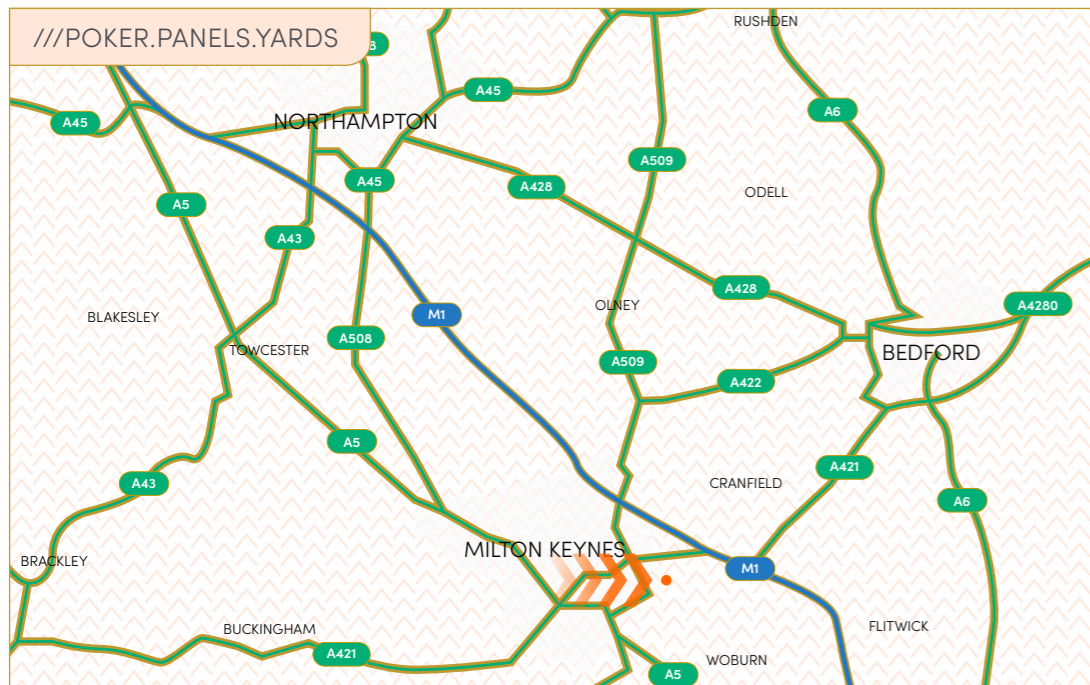 ///POKER.PANELS.YARDS
RUSHDEN
A45
A6
A45
NORTHAMPTON
A509
A45
A428
ODELL
A5
A43
A428
A4280
OLNEY
M1
BLAKESLEY
A508
TOWCESTER
BEDFORD
A509
A422
A5
A421
A43
CRANFIELD
A6
MILTON KEYNES
BRACKLEY
M1
BUCKINGHAM
FLITWICK
A421
WOBURN
A5